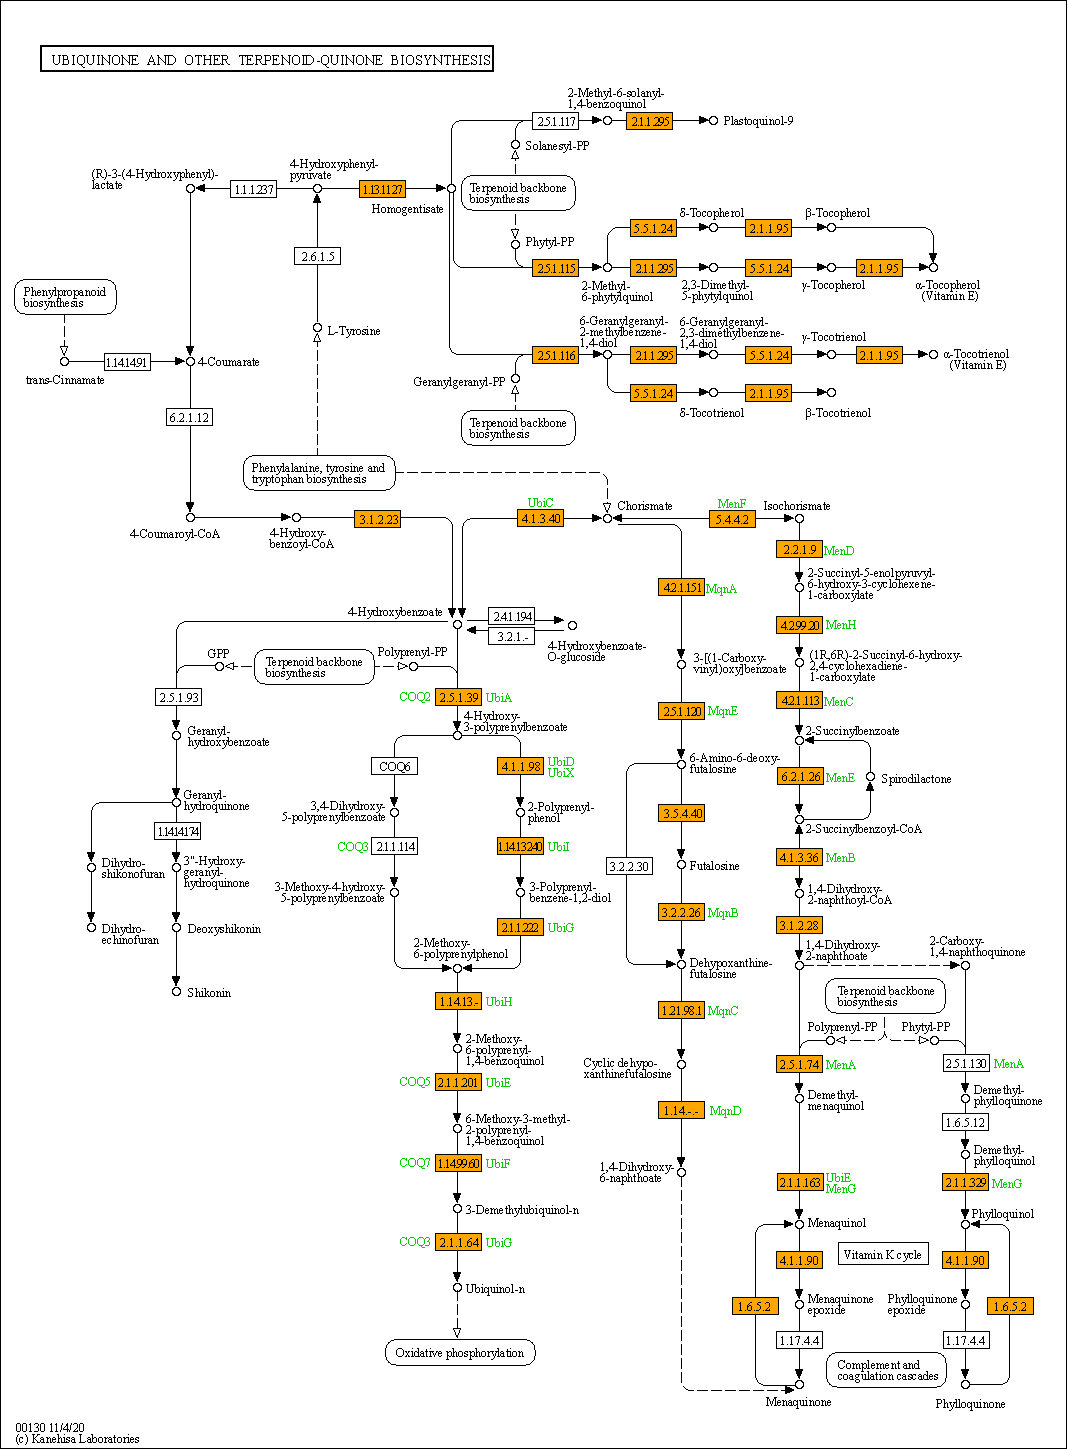 UBIQUINONE AND OTHER TERPENOID-QUINONE BIOSYNTHESIS
2-Methyl-6-solanyl-
1,4-benzoquinol
2.5.1.117
2.1.1.295
Plastoquinol-9
Solanesyl-PP
(R)-3-(4-Hydroxyphenyl)-
lactate
4-Hydroxyphenyl-
pyruvate
1.1.1.237
1.13.11.27
Homogentisate
Terpenoid backbone
biosynthesis
Phytyl-PP
δ-Tocopherol
β-Tocopherol
5.5.1.24
2.1.1.95
2.6.1.5
2.5.1.115
2.1.1.295
5.5.1.24
2.1.1.95
2-Methyl-
6-phytylquinol
2,3-Dimethyl-
5-phytylquinol
γ-Tocopherol
α-Tocopherol
(Vitamin E)
Phenylpropanoid
biosynthesis
L-Tyrosine
6-Geranylgeranyl-
2-methylbenzene-
1,4-diol
6-Geranylgeranyl-
2,3-dimethylbenzene-
1,4-diol
γ-Tocotrienol
1.14.14.91
4-Coumarate
trans-Cinnamate
2.5.1.116
2.1.1.295
5.5.1.24
2.1.1.95
α-Tocotrienol
(Vitamin E)
Geranylgeranyl-PP
5.5.1.24
2.1.1.95
δ-Tocotrienol
β-Tocotrienol
6.2.1.12
Terpenoid backbone
biosynthesis
Phenylalanine, tyrosine and
tryptophan biosynthesis
UbiC
Chorismate
MenF
Isochorismate
4-Coumaroyl-CoA
4-Hydroxy-
benzoyl-CoA
3.1.2.23
4.1.3.40
5.4.4.2
2.2.1.9
MenD
4.2.1.151
MqnA
2-Succinyl-5-enolpyruvyl-
6-hydroxy-3-cyclohexene-
1-carboxylate
4-Hydroxybenzoate
2.4.1.194
3.2.1.-
4-Hydroxybenzoate-
O-glucoside
4.2.99.20
MenH
GPP
Terpenoid backbone
biosynthesis
Polyprenyl-PP
3-[(1-Carboxy-
vinyl)oxy]benzoate
(1R,6R)-2-Succinyl-6-hydroxy-
2,4-cyclohexadiene-
1-carboxylate
2.5.1.93
COQ2
2.5.1.39
UbiA
2.5.1.120
MqnE
4.2.1.113
MenC
Geranyl-
hydroxybenzoate
4-Hydroxy-
3-polyprenylbenzoate
2-Succinylbenzoate
COQ6
4.1.1.98
UbiD
UbiX
6-Amino-6-deoxy-
futalosine
6.2.1.26
MenE
Spirodilactone
Geranyl-
hydroquinone
3,4-Dihydroxy-
5-polyprenylbenzoate
2-Polyprenyl-
phenol
3.5.4.40
2-Succinylbenzoyl-CoA
1.14.14.174
COQ3
2.1.1.114
1.14.13.240
UbiI
4.1.3.36
MenB
Dihydro-
shikonofuran
3"-Hydroxy-
geranyl-
hydroquinone
3.2.2.30
Futalosine
3-Methoxy-4-hydroxy-
5-polyprenylbenzoate
3-Polyprenyl-
benzene-1,2-diol
1,4-Dihydroxy-
2-naphthoyl-CoA
Dihydro-
echinofuran
Deoxyshikonin
2.1.1.222
UbiG
3.2.2.26
MqnB
3.1.2.28
2-Methoxy-
6-polyprenylphenol
1,4-Dihydroxy-
2-naphthoate
2-Carboxy-
1,4-naphthoquinone
Dehypoxanthine-
futalosine
Shikonin
1.14.13.-
UbiH
1.21.98.1
MqnC
Terpenoid backbone
biosynthesis
Polyprenyl-PP
Phytyl-PP
2-Methoxy-
6-polyprenyl-
1,4-benzoquinol
Cyclic dehypo-
xanthinefutalosine
2.5.1.74
MenA
2.5.1.130
MenA
COQ5
2.1.1.201
UbiE
Demethyl-
menaquinol
Demethyl-
phylloquinone
6-Methoxy-3-methyl-
2-polyprenyl-
1,4-benzoquinol
1.14.-.-
MqnD
1.6.5.12
COQ7
1.14.99.60
UbiF
1,4-Dihydroxy-
6-naphthoate
Demethyl-
phylloquinol
2.1.1.163
UbiE
MenG
2.1.1.329
MenG
3-Demethylubiquinol-n
Menaquinol
Phylloquinol
COQ3
2.1.1.64
UbiG
Vitamin K cycle
4.1.1.90
4.1.1.90
Ubiquinol-n
1.6.5.2
Menaquinone
epoxide
Phylloquinone
epoxide
1.6.5.2
Oxidative phosphorylation
1.17.4.4
1.17.4.4
Complement and
coagulation cascades
Menaquinone
Phylloquinone
00130 11/4/20
(c) Kanehisa Laboratories